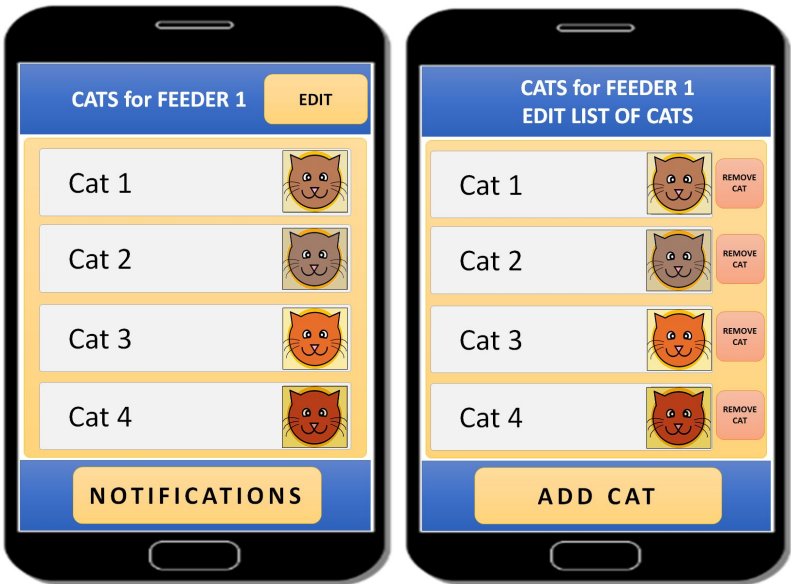 CATS for FEEDER 1
EDIT
Cat 1
Cat 2
Cat 3
Cat 4
NOTIFICATIONS
CATS for FEEDER 1
EDIT LIST OF CATS
Cat 1
REMOVE
CAT
Cat 2
REMOVE
CAT
Cat 3
REMOVE
CAT
Cat 4
REMOVE
CAT
ADD CAT